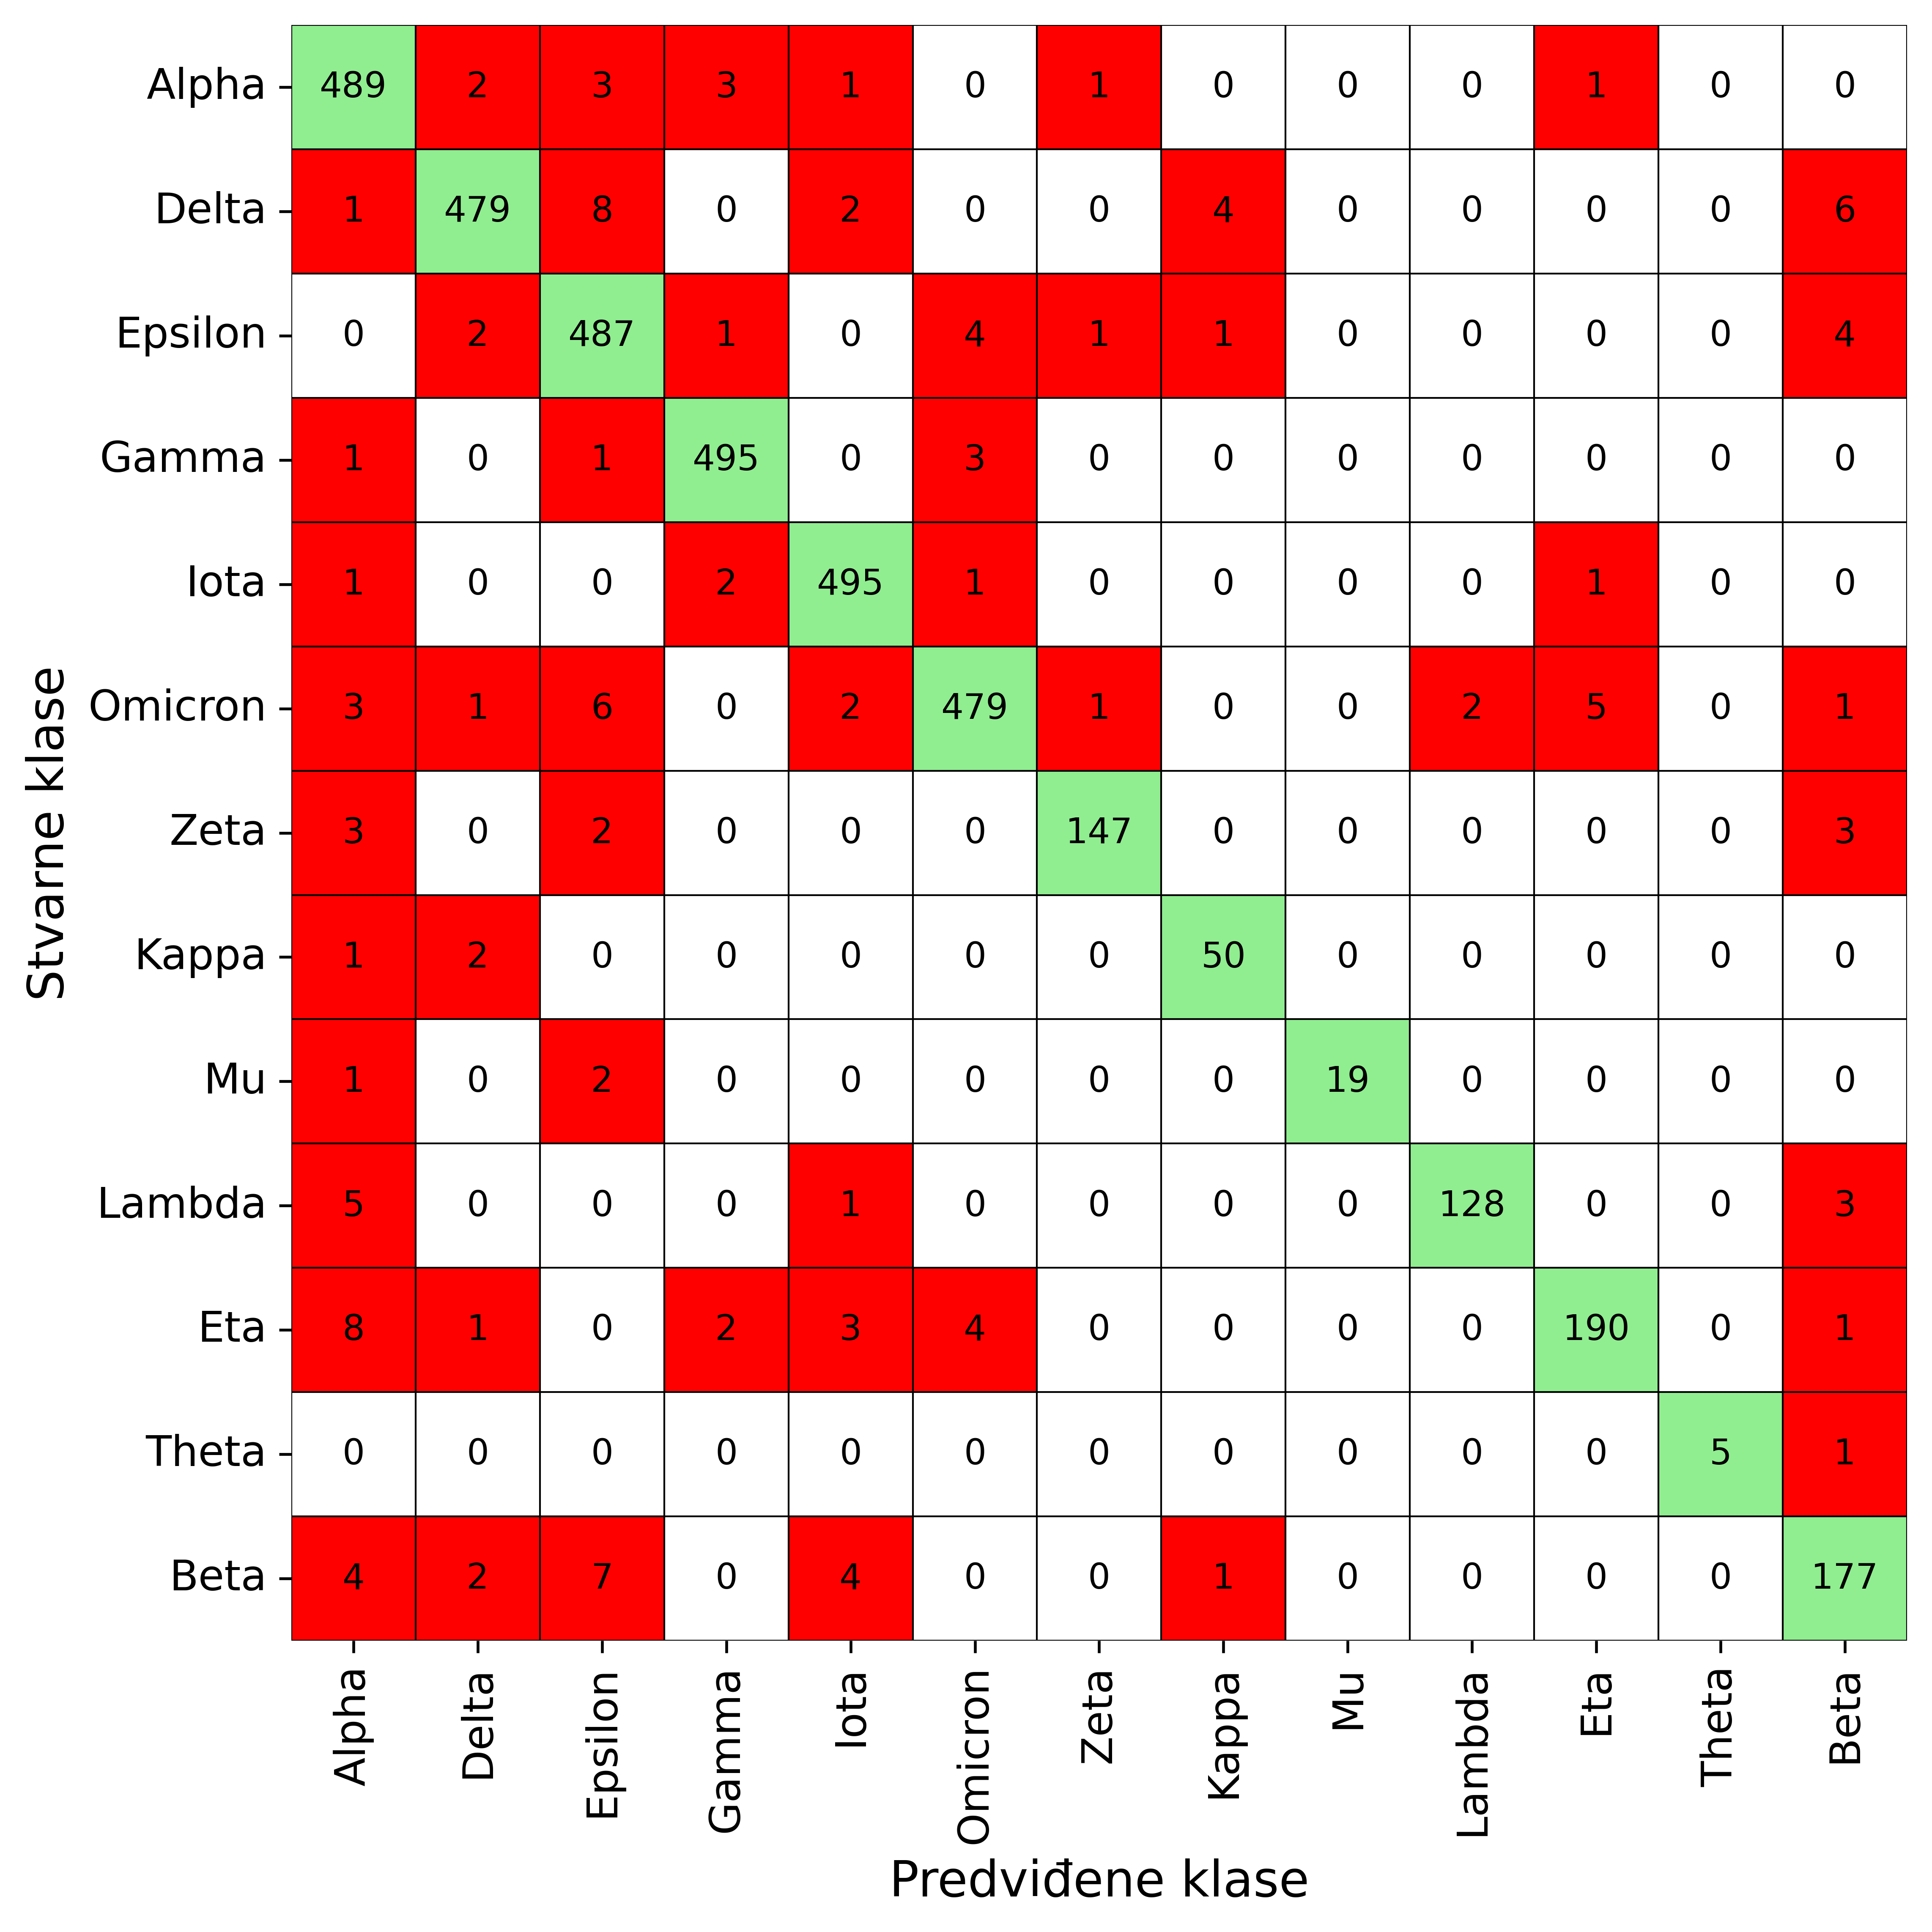 Alpha 489 2 3 3 1 0 1 0 0 0 1 0 0
Delta 1 479 8 0 2 0 0 4 0 0 0 0 6
Epsilon 0 2 487 1 0 4 1 1 0 0 0 0 4
Gamma 1 0 1 495 0 3 0 0 0 0 0 0 0
Iota 1 0 0 2 495 1 0 0 0 0 1 0 0
Omicron 3 1 6 0 2 479 1 0 0 2 5 0 1
Zeta 3 0 2 0 0 0 147 0 0 0 0 0 3
Kappa 1 2 0 0 0 0 0 50 0 0 0 0 0
Mu 1 0 2 0 0 0 0 0 19 0 0 0 0
Lambda 5 0 0 0 1 0 0 0 0 128 0 0 3
Eta 8 1 0 2 3 4 0 0 0 0 190 0 1
Theta 0 0 0 0 0 0 0 0 0 0 0 5 1
Beta 4 2 7 0 4 0 0 1 0 0 0 0 177
Stvarne klase
Alpha Delta Epsilon Gamma Iota Omicron Zeta Kappa Mu Lambda Eta Theta Beta
Predviđene klase